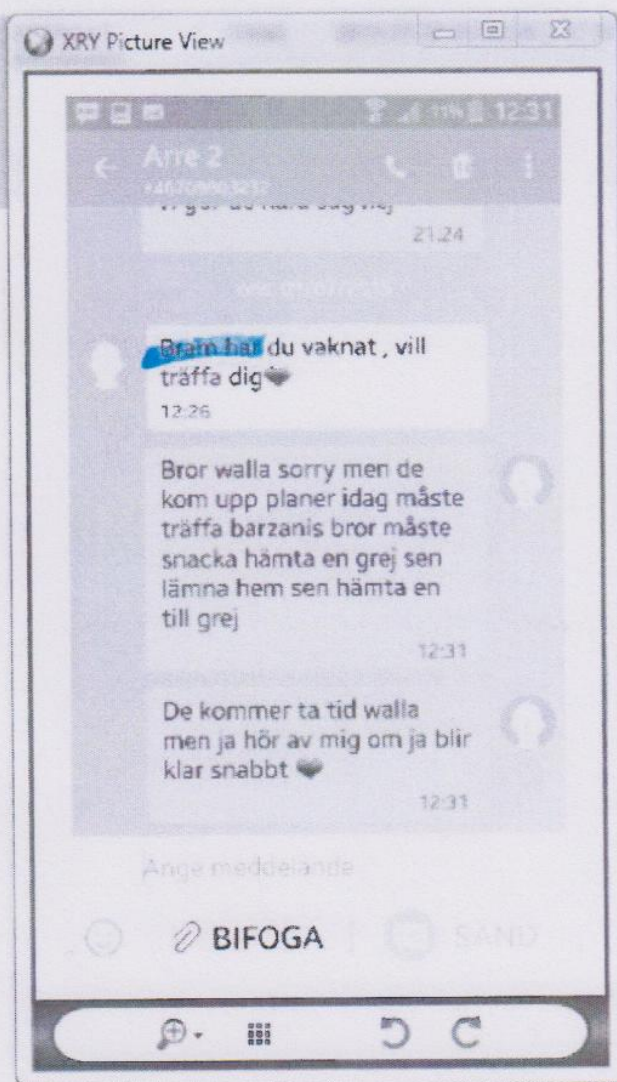 XRY Picture View
11% 12:31
Arre 2
21:24
Bram har du vaknat , vill
träffa dig
12:26
Bror walla sorry men de
kom upp planer idag måste
träffa barzanis bror måste
snacka hämta en grej sen
lämna hem sen hämta en
till grej
12:31
De kommer ta tid walla
men ja hör av mig om ja blir
klar snabbt
12:31
Ange meddelande
BIFOGA
SÄND